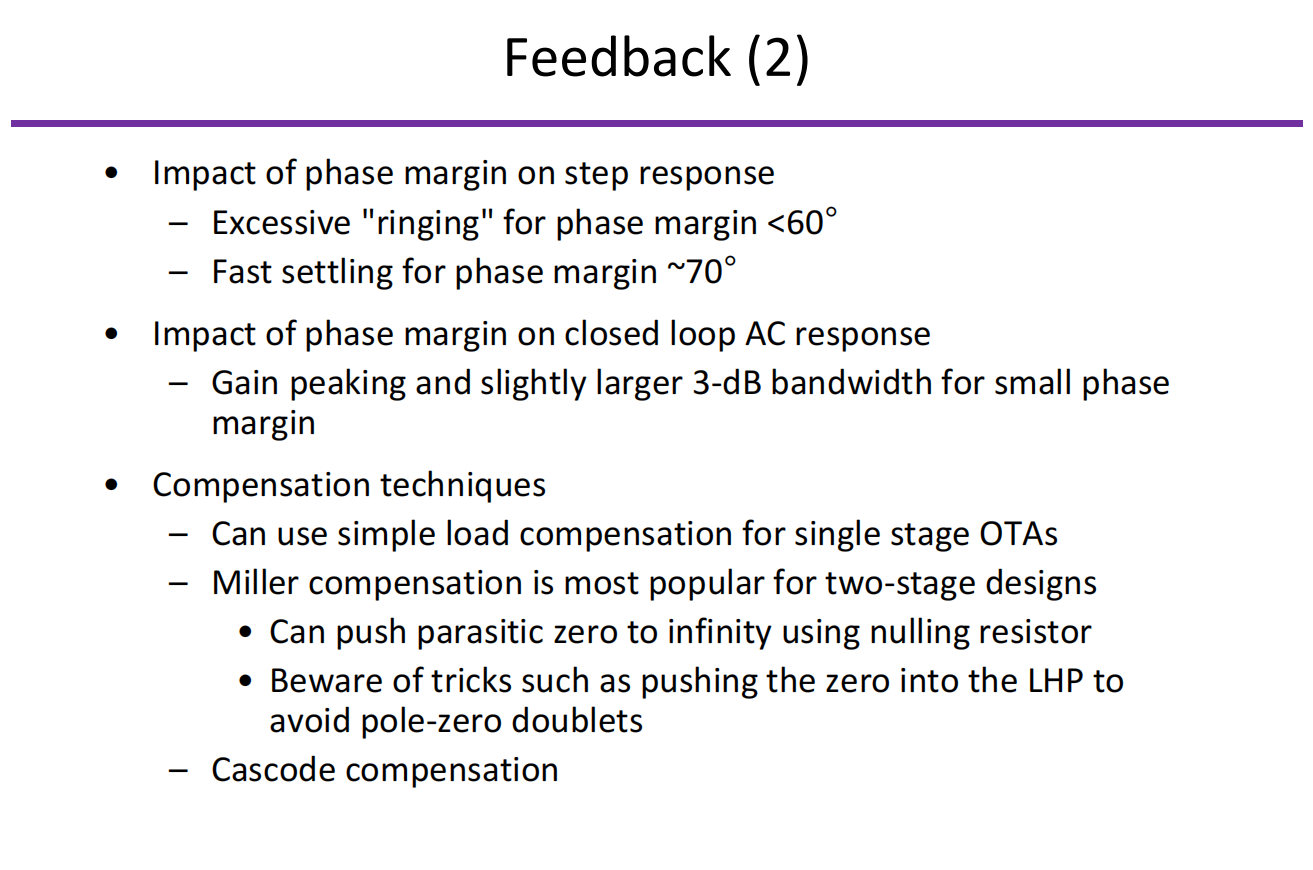 Feedback (2)
• Impact of phase margin on step response
– Excessive "ringing" for phase margin <60°
– Fast settling for phase margin ~70°
• Impact of phase margin on closed loop AC response
– Gain peaking and slightly larger 3-dB bandwidth for small phase
margin
• Compensation techniques
– Can use simple load compensation for single stage OTAs
– Miller compensation is most popular for two-stage designs
• Can push parasitic zero to infinity using nulling resistor
• Beware of tricks such as pushing the zero into the LHP to
avoid pole-zero doublets
– Cascode compensation